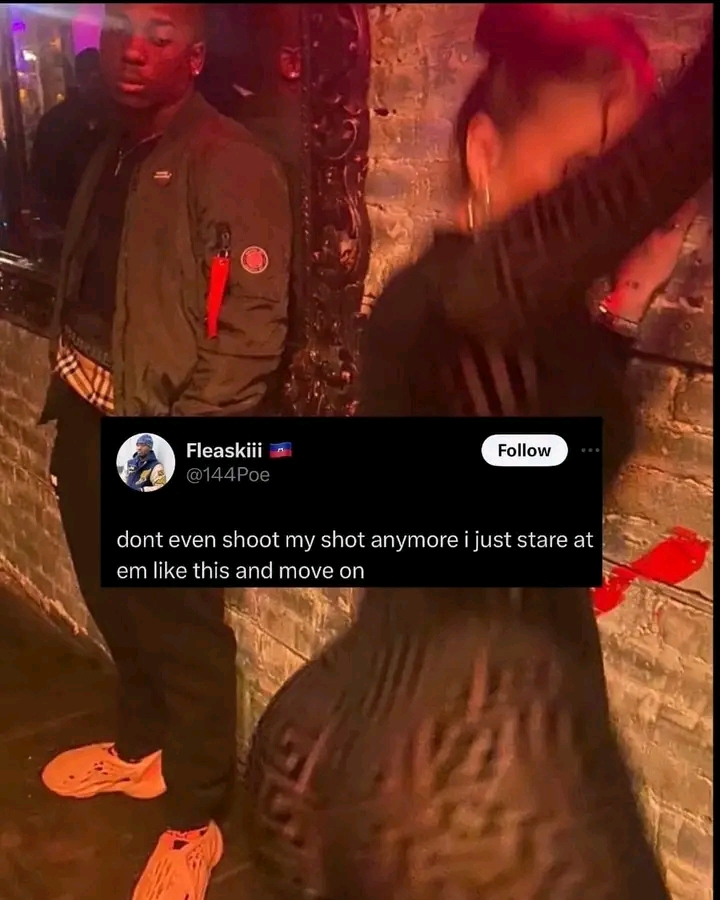 Fleaskiii 🇭🇹
@144Poe
Follow
dont even shoot my shot anymore i just stare at
em like this and move on